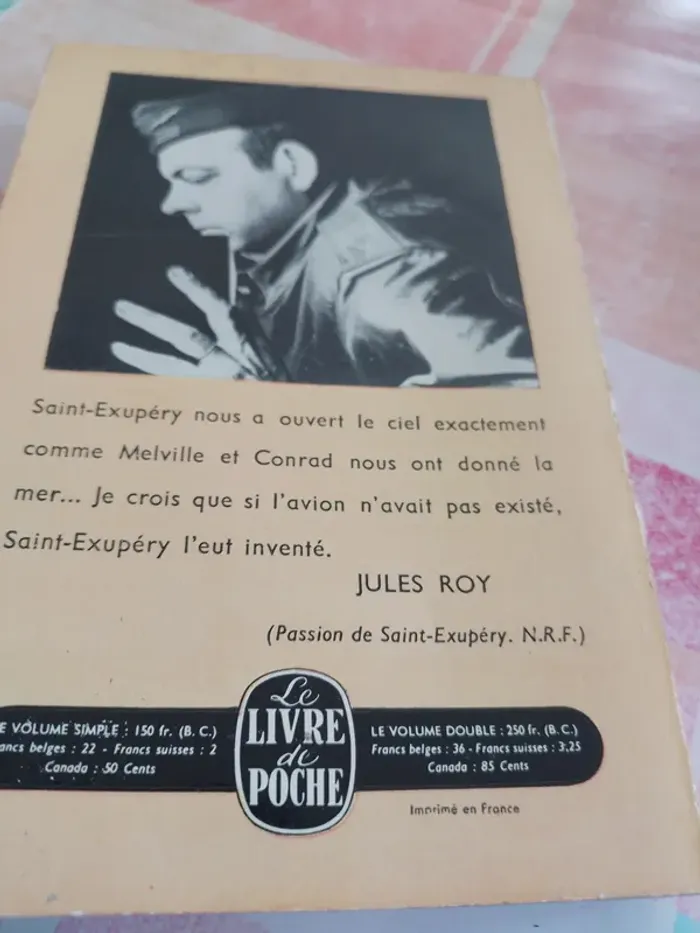 Saint-Exupéry nous a ouvert le ciel exactement
comme Melville et Conrad nous ont donné la
mer... Je crois que si l'avion n'avait pas existé,
Saint-Exupéry l'eut inventé.
JULES ROY
(Passion de Saint-Exupéry. N.R.F.)
E VOLUME SIMPLE : 150 fr. (B. C.)
ancs belges : 22 - Francs suisses : 2
Canada : 50 Cents
Le
LIVRE
de
POCHE
LE VOLUME DOUBLE : 250 fr. (B. C.)
Francs belges : 36 - Francs suisses : 3,25
Canada : 85 Cents
Imprimé en France